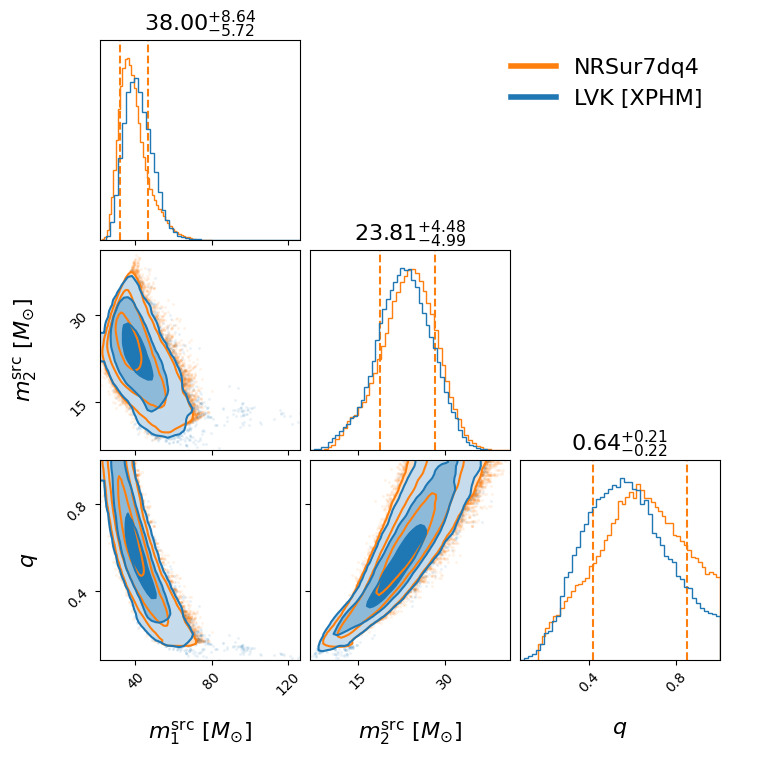 38.00+8.64−5.72
NRSur7dq4
LVK [XPHM]
23.81+4.48−4.99
m2src [M⊙]
30
15
0.64+0.21−0.22
q
0.8
0.4
40
80
120
15
30
0.4
0.8
m1src [M⊙]
m2src [M⊙]
q